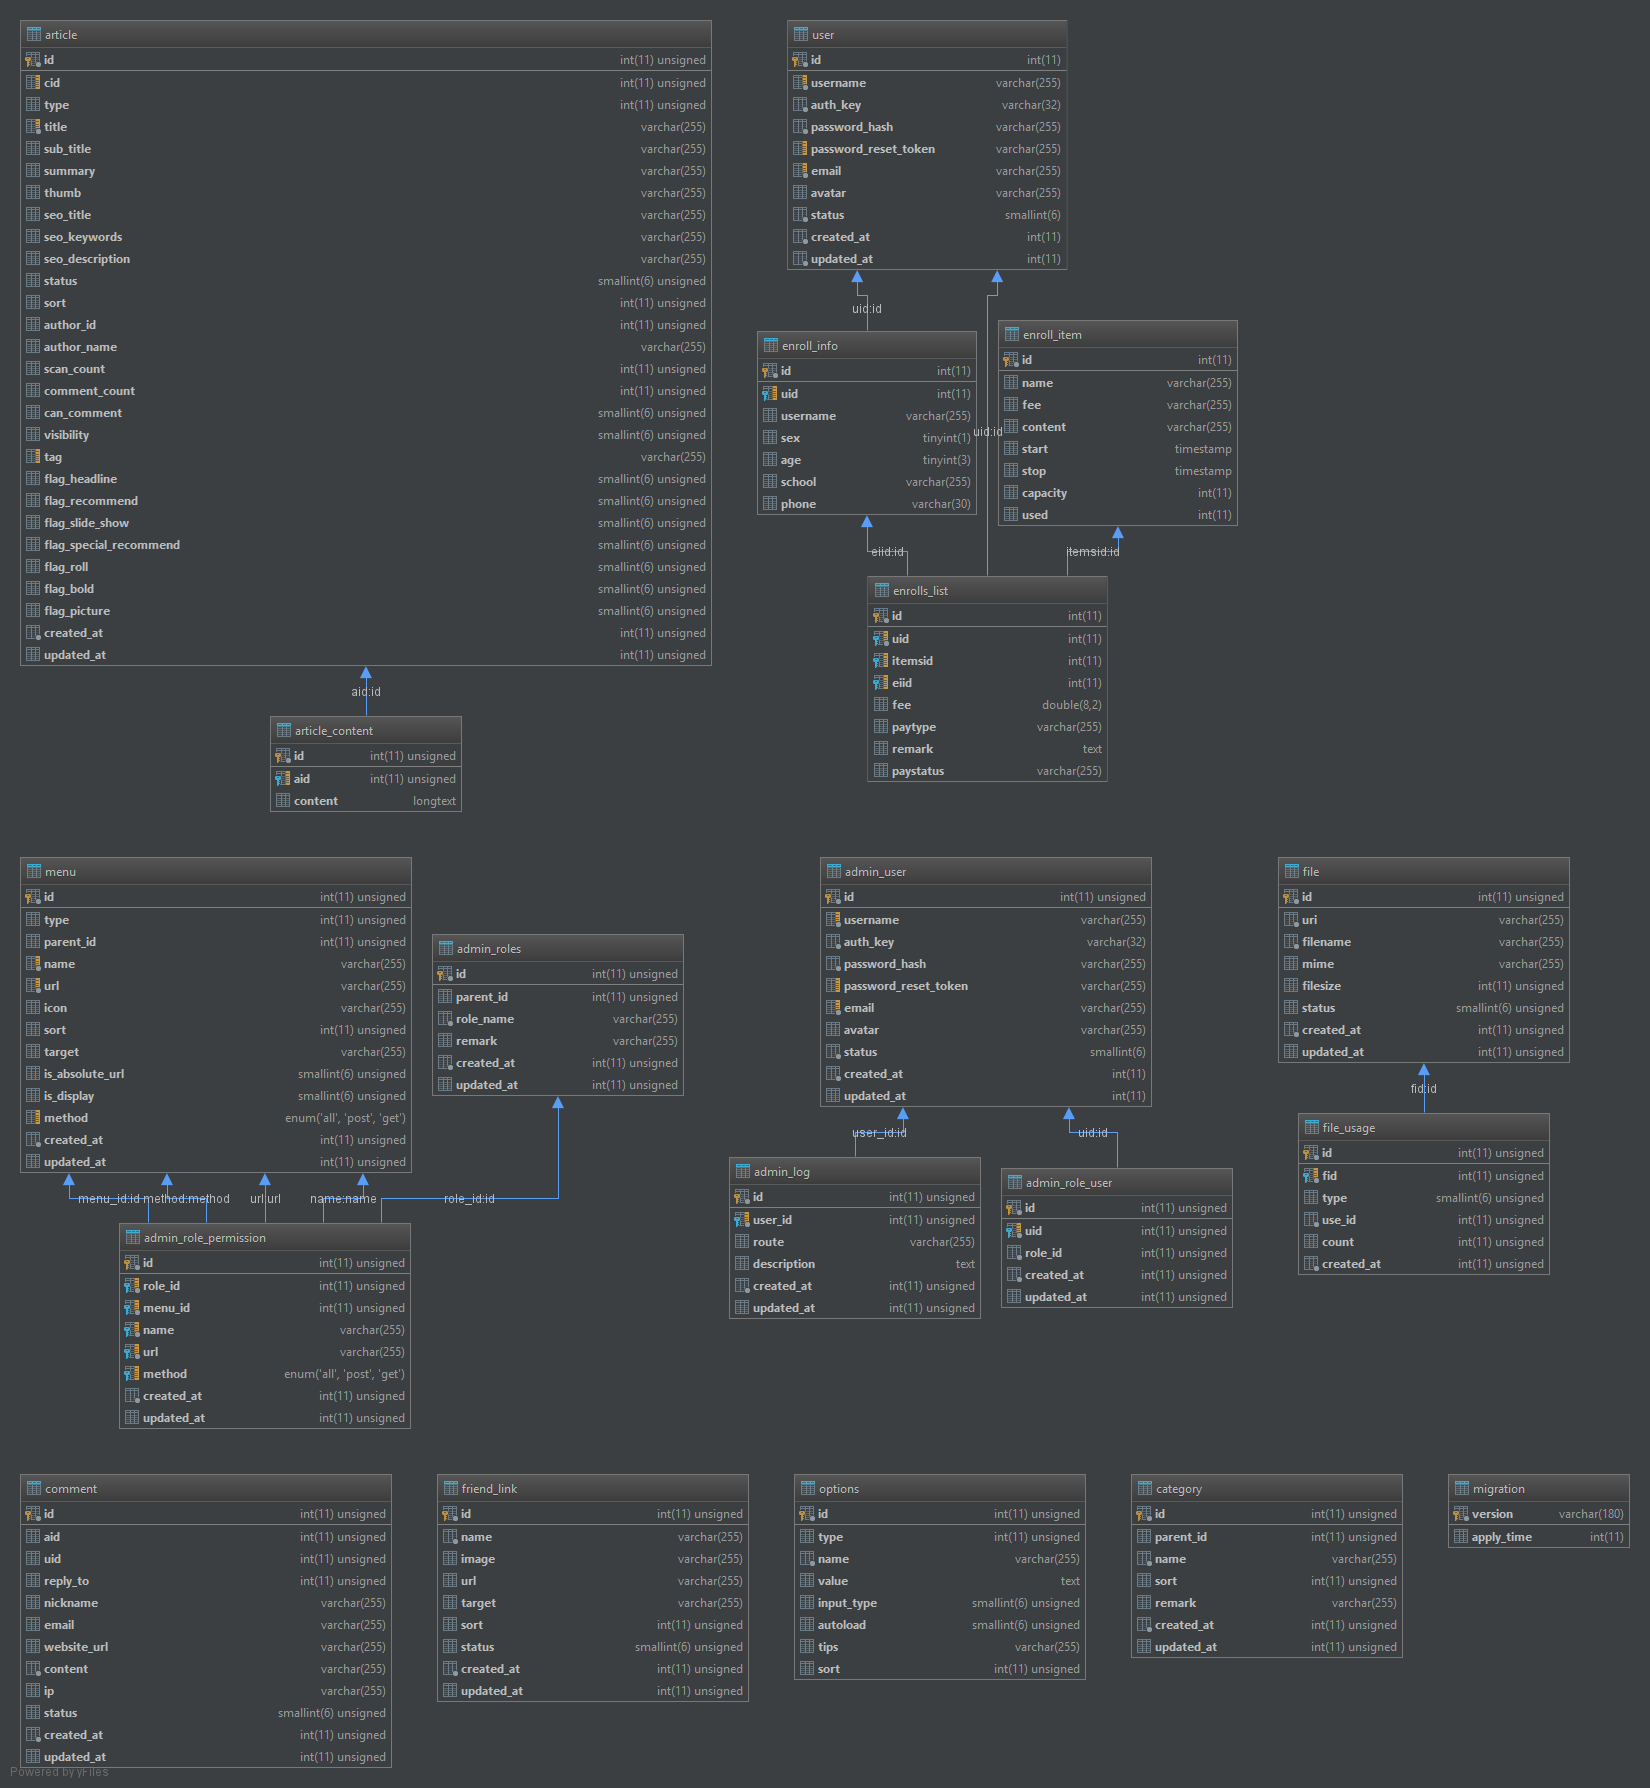 article
id int(11) unsigned
cid int(11) unsigned
type int(11) unsigned
title varchar(255)
sub_title varchar(255)
summary varchar(255)
thumb varchar(255)
seo_title varchar(255)
seo_keywords varchar(255)
seo_description varchar(255)
status smallint(6) unsigned
sort int(11) unsigned
author_id int(11) unsigned
author_name varchar(255)
scan_count int(11) unsigned
comment_count int(11) unsigned
can_comment smallint(6) unsigned
visibility smallint(6) unsigned
tag varchar(255)
flag_headline smallint(6) unsigned
flag_recommend smallint(6) unsigned
flag_slide_show smallint(6) unsigned
flag_special_recommend smallint(6) unsigned
flag_roll smallint(6) unsigned
flag_bold smallint(6) unsigned
flag_picture smallint(6) unsigned
created_at int(11) unsigned
updated_at int(11) unsigned
aid:id
article_content
id int(11) unsigned
aid int(11) unsigned
content longtext
user
id int(11)
username varchar(255)
auth_key varchar(32)
password_hash varchar(255)
password_reset_token varchar(255)
email varchar(255)
avatar varchar(255)
status smallint(6)
created_at int(11)
updated_at int(11)
uid:id
enroll_info
id int(11)
uid int(11)
username varchar(255)
sex tinyint(1)
age tinyint(3)
school varchar(255)
phone varchar(30)
uid:id
enroll_item
id int(11)
name varchar(255)
fee varchar(255)
content varchar(255)
start timestamp
stop timestamp
capacity int(11)
used int(11)
eiid:id
itemsid:id
enrolls_list
id int(11)
uid int(11)
itemsid int(11)
eiid int(11)
fee double(8,2)
paytype varchar(255)
remark text
paystatus varchar(255)
menu
id int(11) unsigned
type int(11) unsigned
parent_id int(11) unsigned
name varchar(255)
url varchar(255)
icon varchar(255)
sort int(11) unsigned
target varchar(255)
is_absolute_url smallint(6) unsigned
is_display smallint(6) unsigned
method enum('all', 'post', 'get')
created_at int(11) unsigned
updated_at int(11) unsigned
admin_roles
id int(11) unsigned
parent_id int(11) unsigned
role_name varchar(255)
remark varchar(255)
created_at int(11) unsigned
updated_at int(11) unsigned
menu_id:id method:method url:url name:name role_id:id
admin_role_permission
id int(11) unsigned
role_id int(11) unsigned
menu_id int(11) unsigned
name varchar(255)
url varchar(255)
method enum('all', 'post', 'get')
created_at int(11) unsigned
updated_at int(11) unsigned
admin_user
id int(11) unsigned
username varchar(255)
auth_key varchar(32)
password_hash varchar(255)
password_reset_token varchar(255)
email varchar(255)
avatar varchar(255)
status smallint(6)
created_at int(11)
updated_at int(11)
user_id:id
uid:id
admin_log
id int(11) unsigned
user_id int(11) unsigned
route varchar(255)
description text
created_at int(11) unsigned
updated_at int(11) unsigned
admin_role_user
id int(11) unsigned
uid int(11) unsigned
role_id int(11) unsigned
created_at int(11) unsigned
updated_at int(11) unsigned
file
id int(11) unsigned
uri varchar(255)
filename varchar(255)
mime varchar(255)
filesize int(11) unsigned
status smallint(6) unsigned
created_at int(11) unsigned
updated_at int(11) unsigned
fid:id
file_usage
id int(11) unsigned
fid int(11) unsigned
type smallint(6) unsigned
use_id int(11) unsigned
count int(11) unsigned
created_at int(11) unsigned
comment
id int(11) unsigned
aid int(11) unsigned
uid int(11) unsigned
reply_to int(11) unsigned
nickname varchar(255)
email varchar(255)
website_url varchar(255)
content varchar(255)
ip varchar(255)
status smallint(6) unsigned
created_at int(11) unsigned
updated_at int(11) unsigned
friend_link
id int(11) unsigned
name varchar(255)
image varchar(255)
url varchar(255)
target varchar(255)
sort int(11) unsigned
status smallint(6) unsigned
created_at int(11) unsigned
updated_at int(11) unsigned
options
id int(11) unsigned
type int(11) unsigned
name varchar(255)
value text
input_type smallint(6) unsigned
autoload smallint(6) unsigned
tips varchar(255)
sort int(11) unsigned
category
id int(11) unsigned
parent_id int(11) unsigned
name varchar(255)
sort int(11) unsigned
remark varchar(255)
created_at int(11) unsigned
updated_at int(11) unsigned
migration
version varchar(180)
apply_time int(11)
Powered by yFiles